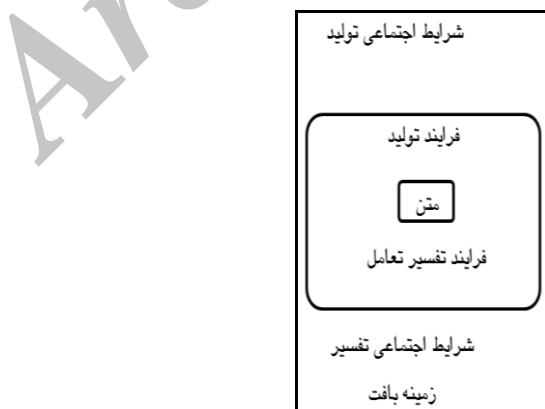 شرایط اجتماعی تولید
فرایند تولید
متن
فرایند تفسیر تعامل
شرایط اجتماعی تفسیر
زمینه بافت